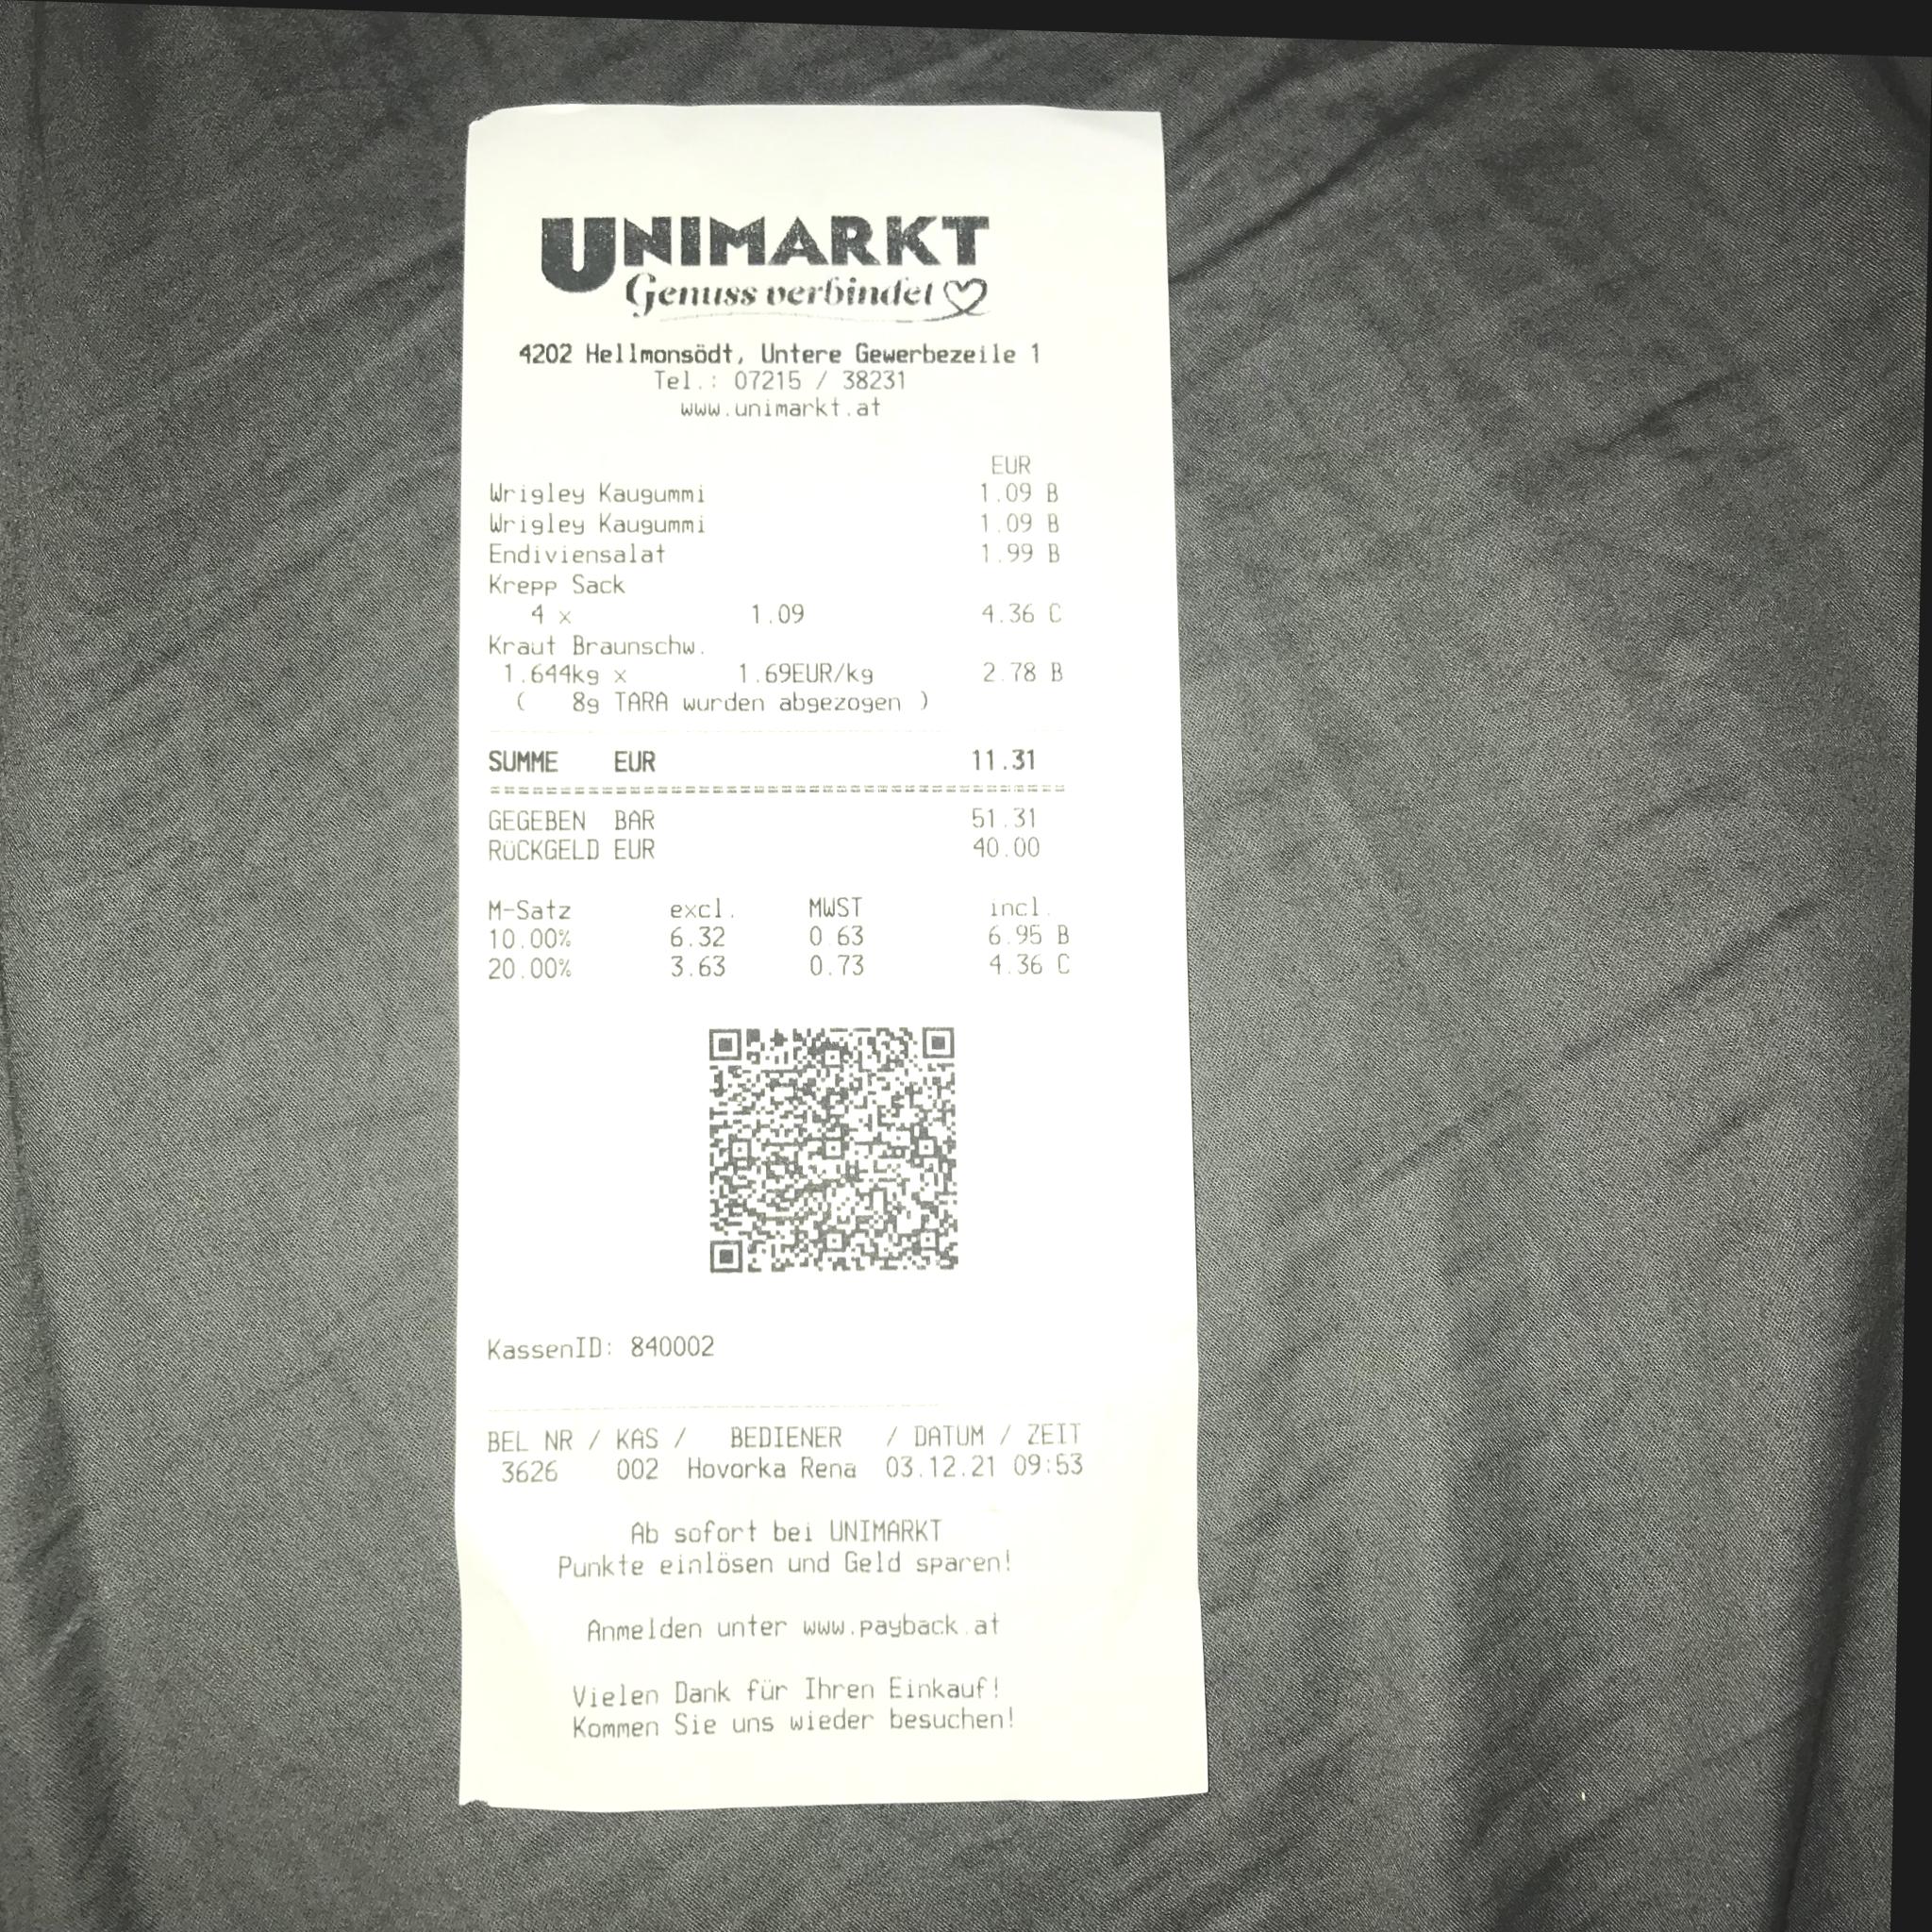 UNIMARKT
Genuss verbindet
4202 Hellmonsödt, Untere Gewerbezeile 1
Tel.: 07215 / 38231
www.unimarkt.at
EUR
Wrigley Kaugummi 1.09 B
Wrigley Kaugummi 1.09 B
Endiviensalat 1.99 B
Krepp Sack
4 x 1.09 4.36 C
Kraut Braunschw.
1.644kg x 1.69EUR/kg 2.78 B
( 8g TARA wurden abgezogen )
SUMME EUR 11.31
GEGEBEN BAR 51.31
RÜCKGELD EUR 40.00
M-Satz excl. MWST incl.
10.00% 6.32 0.63 6.95 B
20.00% 3.63 0.73 4.36 C
KassenID: 840002
BEL NR / KAS / BEDIENER / DATUM / ZEIT
3626 002 Hovorka Rena 03.12.21 09:53
Ab sofort bei UNIMARKT
Punkte einlösen und Geld sparen!
Anmelden unter www.payback.at
Vielen Dank für Ihren Einkauf!
Kommen Sie uns wieder besuchen!